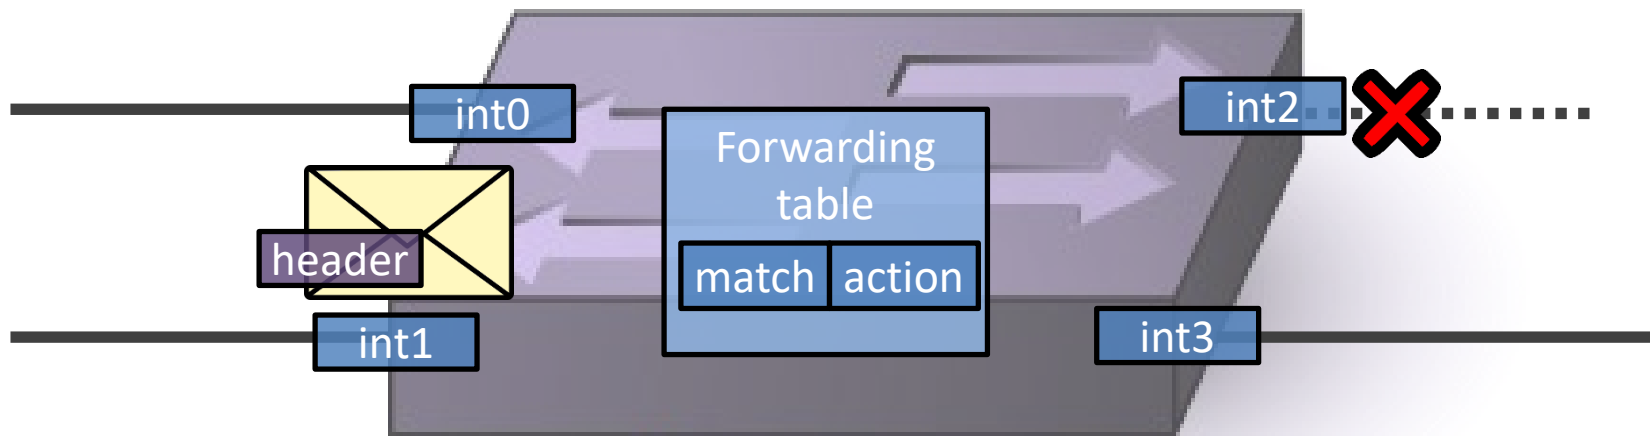 int0
int2
Forwarding
table
header
match action
int1
int3